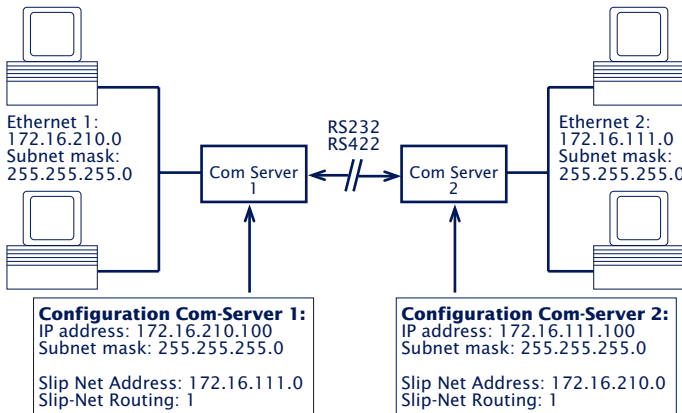 Ethernet 1:
172.16.210.0
Subnet mask:
255.255.255.0
RS232
RS422
Ethernet 2:
172.16.111.0
Subnet mask:
255.255.255.0
Com Server
1
Com Server
2
Configuration Com-Server 1:
IP address: 172.16.210.100
Subnet mask: 255.255.255.0
Slip Net Address: 172.16.111.0
Slip-Net Routing: 1
Configuration Com-Server 2:
IP address: 172.16.111.100
Subnet mask: 255.255.255.0
Slip Net Address: 172.16.210.0
Slip-Net Routing: 1